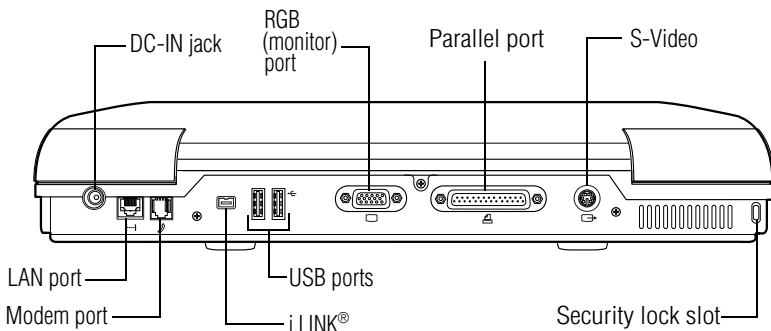 DC-IN jack
RGB
(monitor)
port
Parallel port
S-Video
LAN port
USB ports
Modem port
i.LINK®
Security lock slot